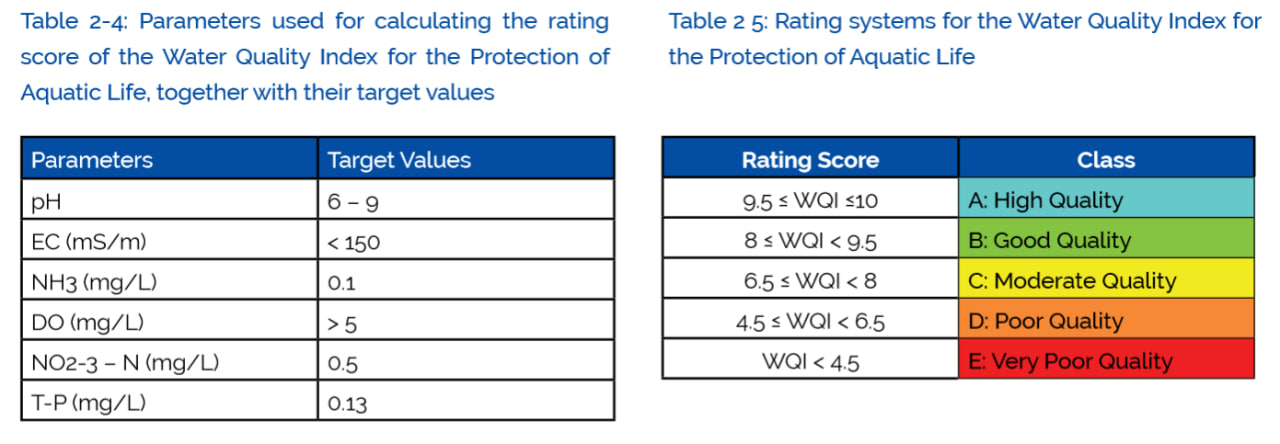 Table 2-4: Parameters used for calculating the rating
score of the Water Quality Index for the Protection of
Aquatic Life, together with their target values
Parameters Target Values
pH 6 – 9
EC (mS/m) < 150
NH3 (mg/L) 0.1
DO (mg/L) > 5
NO2-3 – N (mg/L) 0.5
T-P (mg/L) 0.13
Table 2 5: Rating systems for the Water Quality Index for
the Protection of Aquatic Life
Rating Score Class
9.5 ≤ WQI ≤10 A: High Quality
8 ≤ WQI < 9.5 B: Good Quality
6.5 ≤ WQI < 8 C: Moderate Quality
4.5 ≤ WQI < 6.5 D: Poor Quality
WQI < 4.5 E: Very Poor Quality